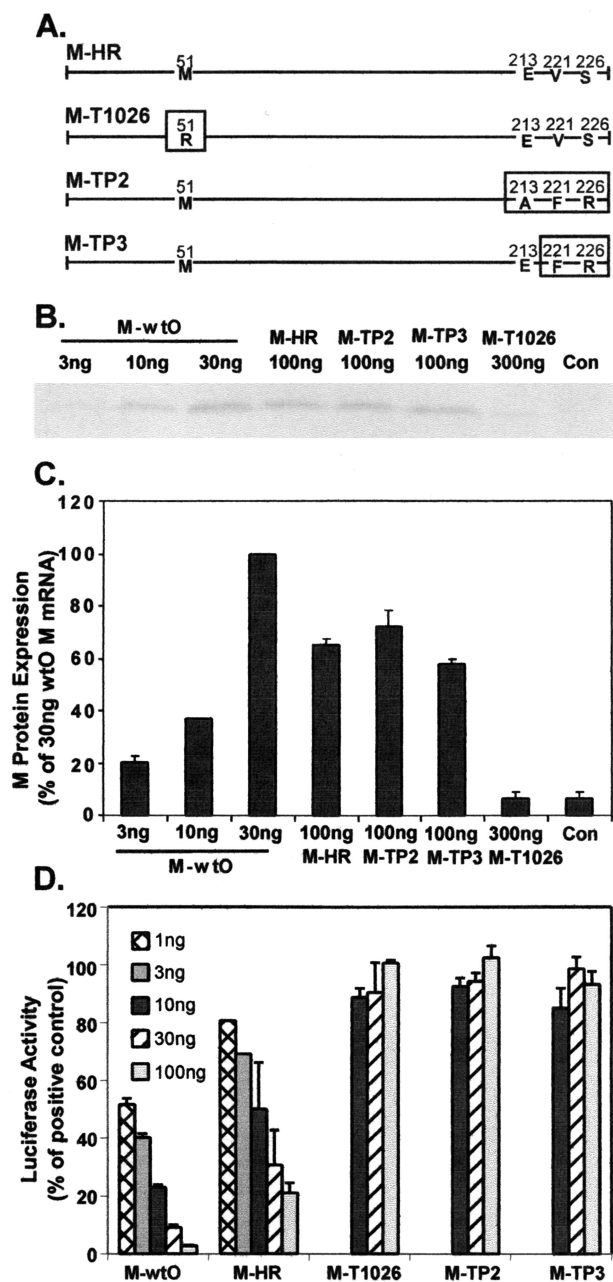 A.
M-HR
51
M
213 221 226
E V S
M-T1026
51
R
213 221 226
E V S
M-TP2
51
M
213 221 226
A F R
M-TP3
51
M
213 221 226
E F R
B.
M-wtO
M-HR M-TP2 M-TP3 M-T1026
3ng 10ng 30ng 100ng 100ng 100ng 300ng Con
C.
M Protein Expression
(% of 30ng wtO M mRNA)
120
100
80
60
40
20
0
3ng 10ng 30ng 100ng 100ng 100ng 300ng Con
M-wtO M-HR M-TP2 M-TP3 M-T1026
D.
Luciferase Activity
(% of positive control)
120
100
80
60
40
20
0
1ng
3ng
10ng
30ng
100ng
M-wtO M-HR M-T1026 M-TP2 M-TP3